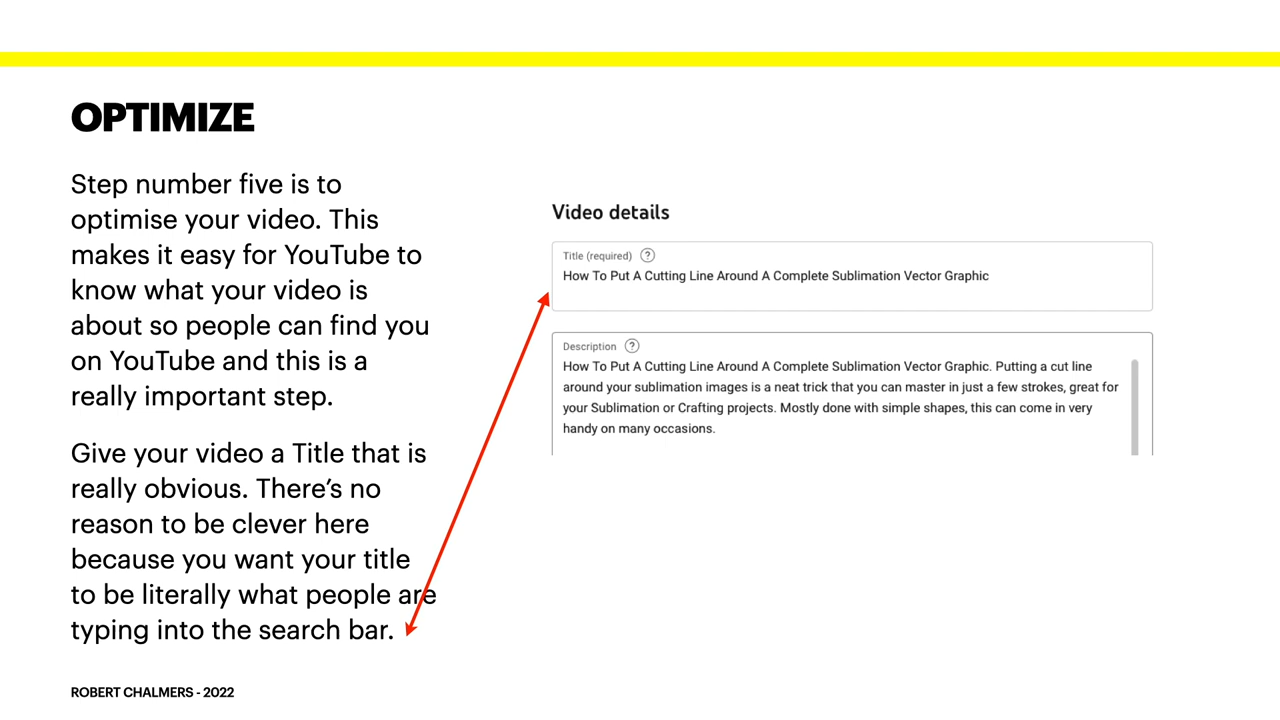 OPTIMIZE
Step number five is to
optimise your video. This
makes it easy for YouTube to
know what your video is
about so people can find you
on YouTube and this is a
really important step.
Give your video a Title that is
really obvious. There’s no
reason to be clever here
because you want your title
to be literally what people are
typing into the search bar.
Video details
Title (required) ?
How To Put A Cutting Line Around A Complete Sublimation Vector Graphic
Description ?
How To Put A Cutting Line Around A Complete Sublimation Vector Graphic. Putting a cut line
around your sublimation images is a neat trick that you can master in just a few strokes, great for
your Sublimation or Crafting projects. Mostly done with simple shapes, this can come in very
handy on many occasions.
ROBERT CHALMERS - 2022